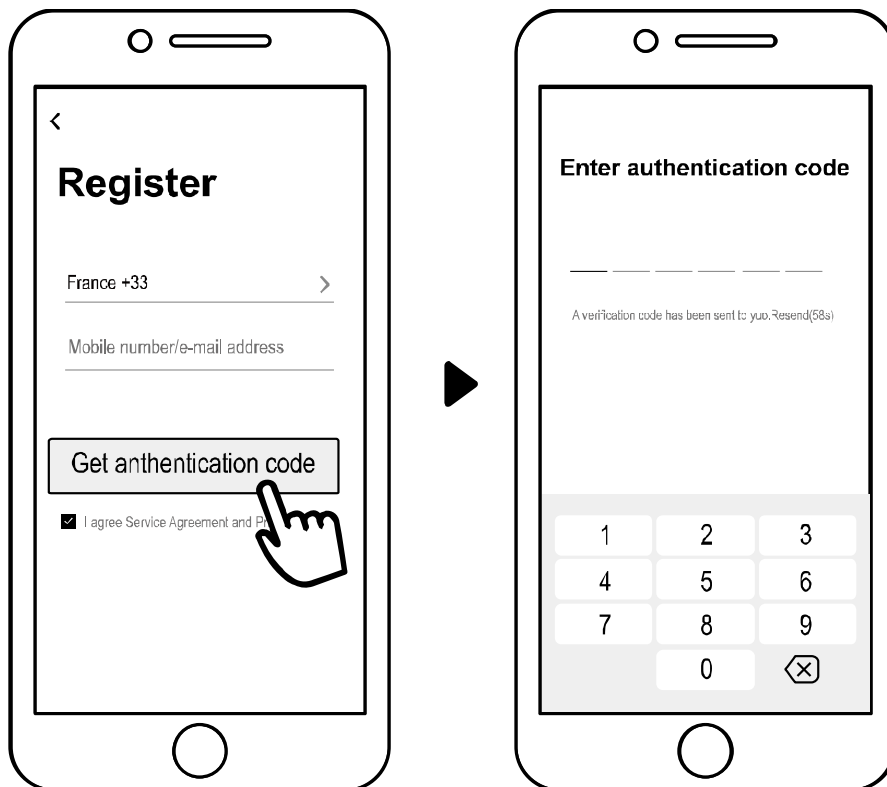 Register
France +33
Mobile number/e-mail address
Get anthentication code
I agree Service Agreement and
Enter authentication code
A verification code has been sent to yuo.Resend(58s)
1 2 3
4 5 6
7 8 9
0